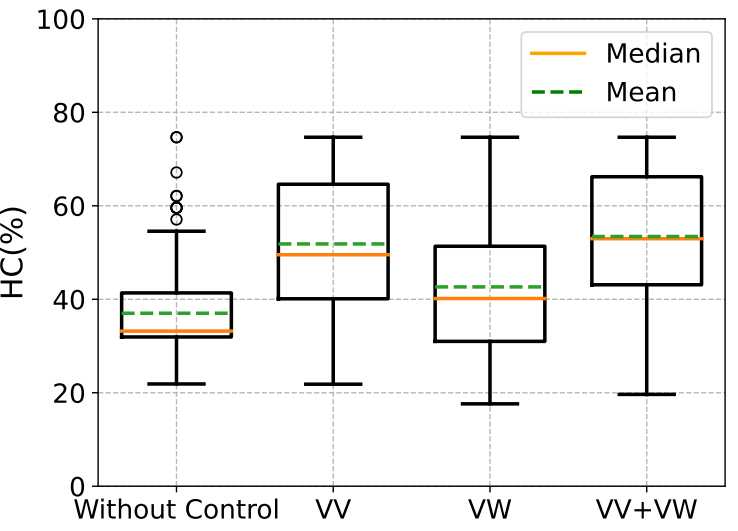 HC(%)
100
80
60
40
20
0
Median
Mean
Without Control
VV
VW
VV+VW